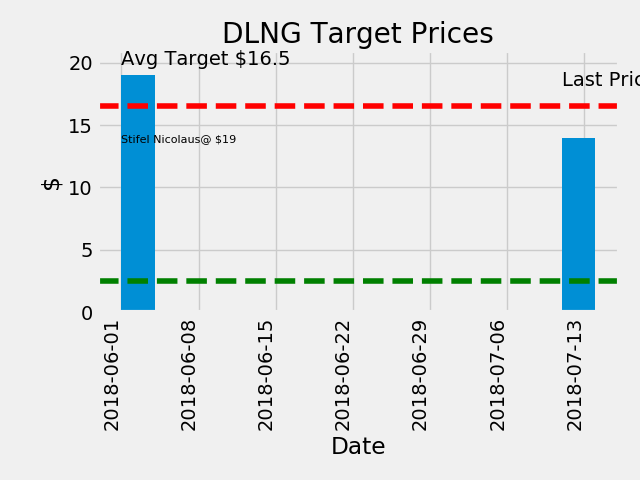 DLNG Target Prices
Avg Target $16.5
Last Pric
Stifel Nicolaus@ $19
$
20
15
10
5
0
2018-06-01
2018-06-08
2018-06-15
2018-06-22
2018-06-29
2018-07-06
2018-07-13
Date